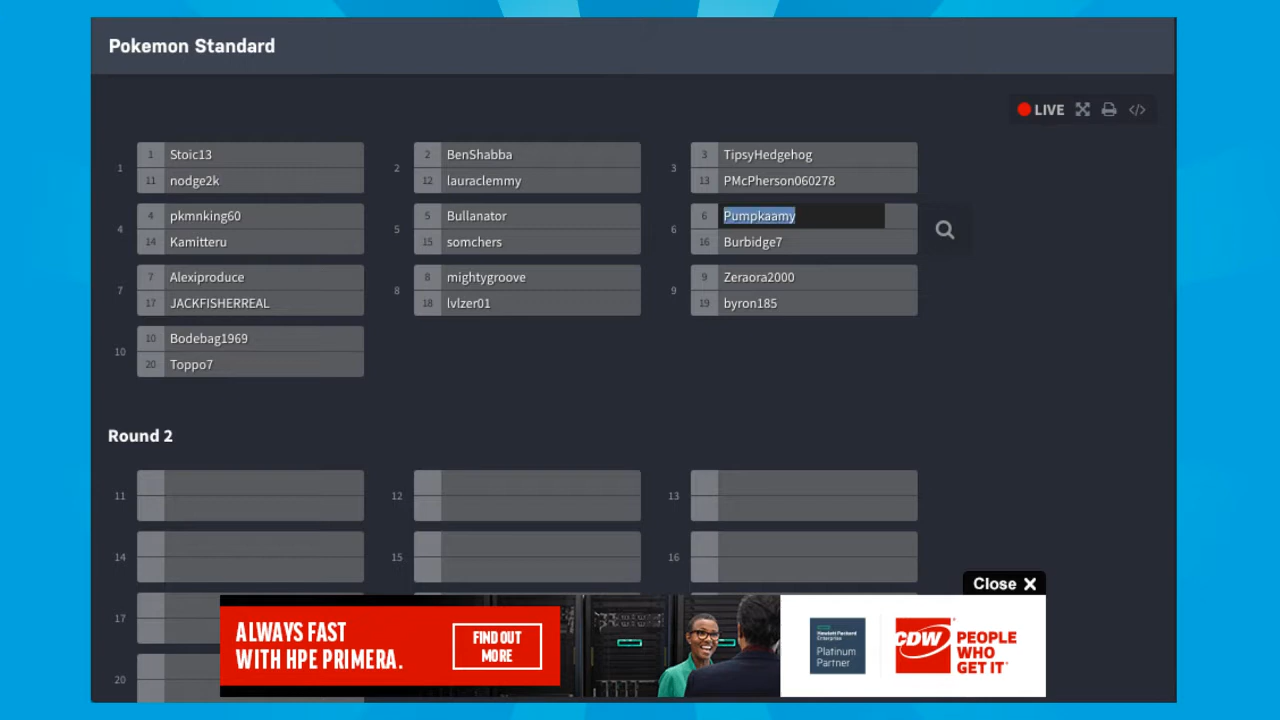 Pokemon Standard
LIVE </>
1 1 Stoic13
11 nodge2k
2 2 BenShabba
12 lauraclemmy
3 3 TipsyHedgehog
13 PMcPherson060278
4 4 pkmnking60
14 Kamitteru
5 5 Bullanator
15 somchers
6 6 Pumpkaamy
16 Burbidge7
7 7 Alexiproduce
17 JACKFISHERREAL
8 8 mightygroove
18 lvlzer01
9 9 Zeraora2000
19 byron185
10 10 Bodebag1969
20 Toppo7
Round 2
11 12 13
14 15 16
17
20
Close X
ALWAYS FAST
WITH HPE PRIMERA.
FIND OUT
MORE
Hewlett Packard
Enterprise
Platinum
Partner
CDW
PEOPLE
WHO
GET IT